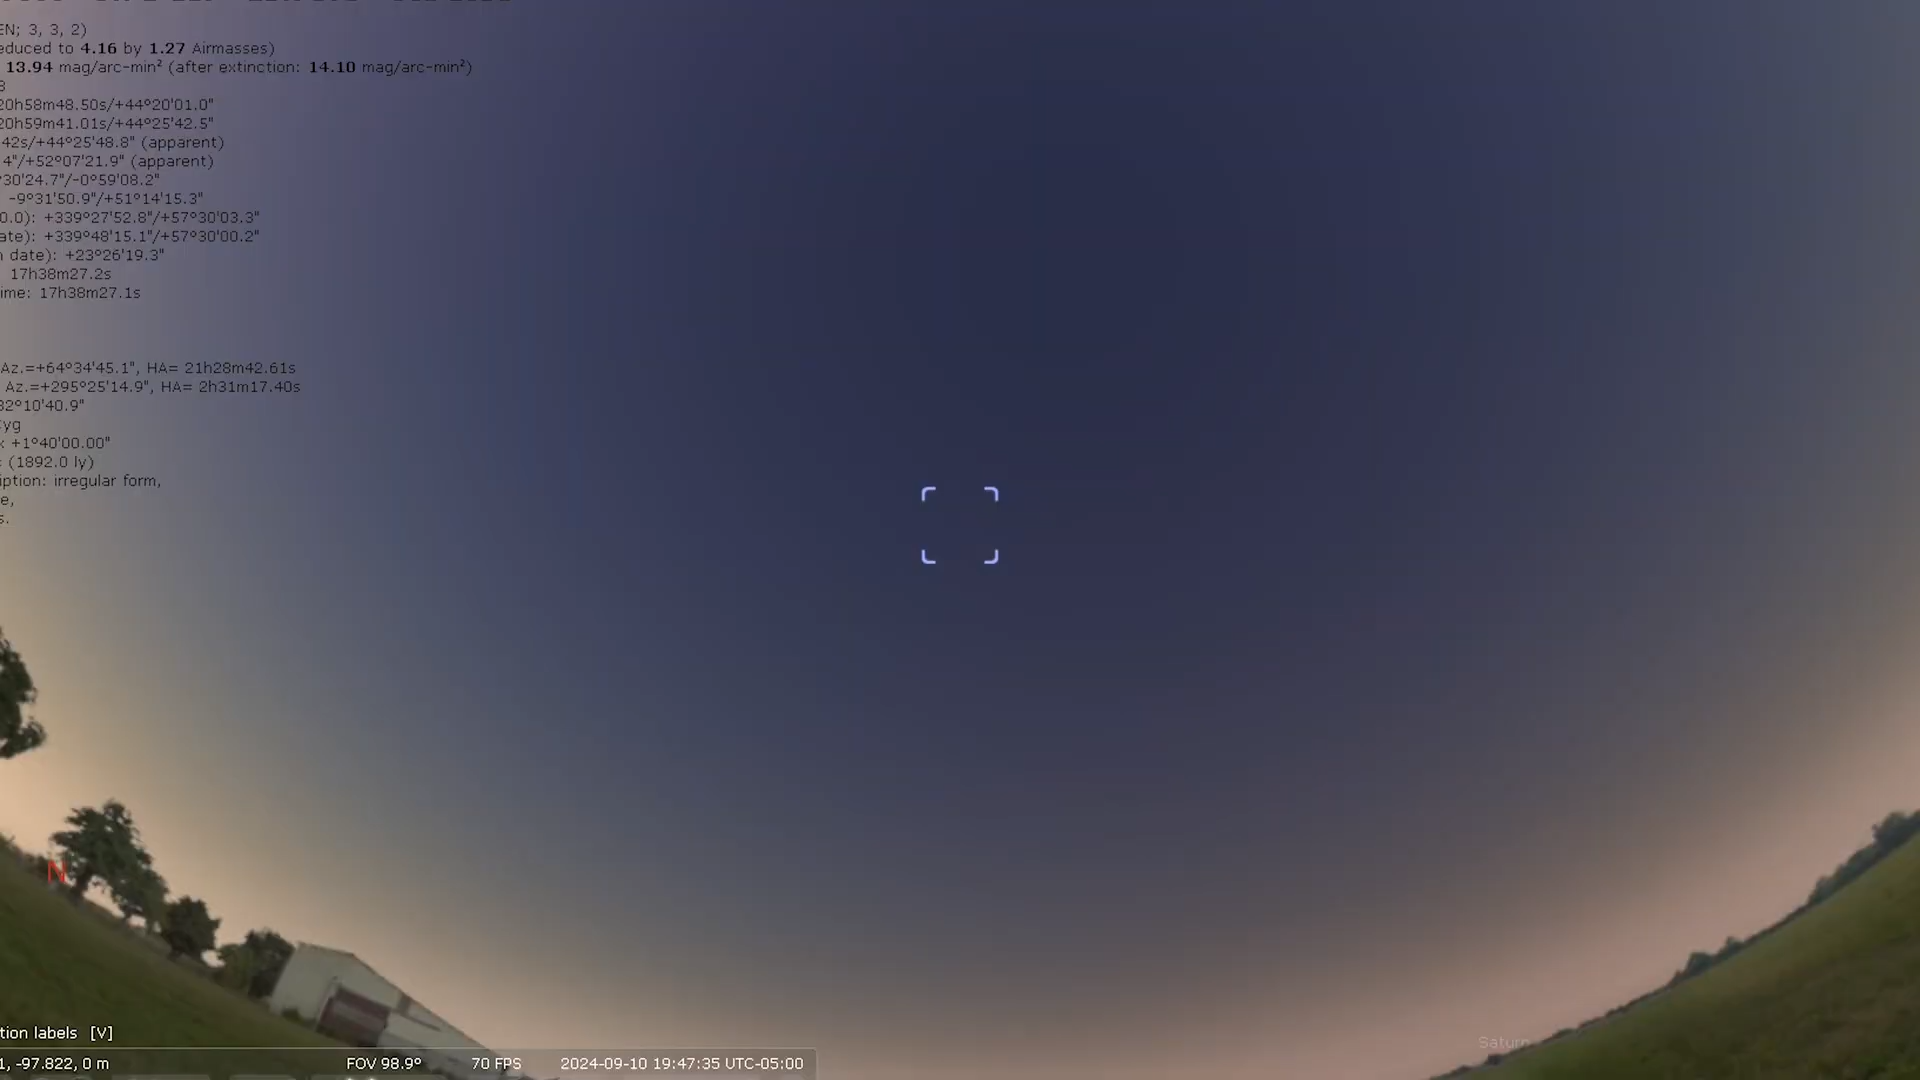 EN; 3, 3, 2)
educed to 4.16 by 1.27 Airmasses)
13.94 mag/arc-min² (after extinction: 14.10 mag/arc-min²)
20h58m48.50s/+44°20'01.0"
20h59m41.01s/+44°25'42.5"
42s/+44°25'48.8" (apparent)
4"/+52°07'21.9" (apparent)
°30'24.7"/-0°59'08.2"
-9°31'50.9"/+51°14'15.3"
0.0): +339°27'52.8"/+57°30'03.3"
ate): +339°48'15.1"/+57°30'00.2"
n date): +23°26'19.3"
17h38m27.2s
ime: 17h38m27.1s
Az.=+64°34'45.1", HA= 21h28m42.61s
Az.=+295°25'14.9", HA= 2h31m17.40s
32°10'40.9"
Cyg
x +1°40'00.00"
(1892.0 ly)
iption: irregular form,
e,
s.
N
Saturn
tion labels [V]
1, -97.822, 0 m FOV 98.9° 70 FPS 2024-09-10 19:47:35 UTC-05:00